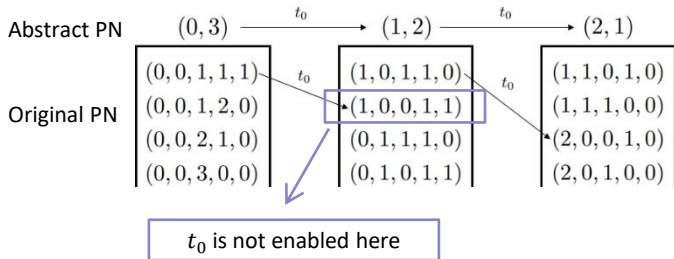 t₀ t₀
Abstract PN (0, 3) (1, 2) (2, 1)
(0, 0, 1, 1, 1) t₀ (1, 0, 1, 1, 0) t₀ (1, 1, 0, 1, 0)
Original PN (0, 0, 1, 2, 0) (1, 0, 0, 1, 1) (1, 1, 1, 0, 0)
(0, 0, 2, 1, 0) (0, 1, 1, 1, 0) (2, 0, 0, 1, 0)
(0, 0, 3, 0, 0) (0, 1, 0, 1, 1) (2, 0, 1, 0, 0)
t₀ is not enabled here